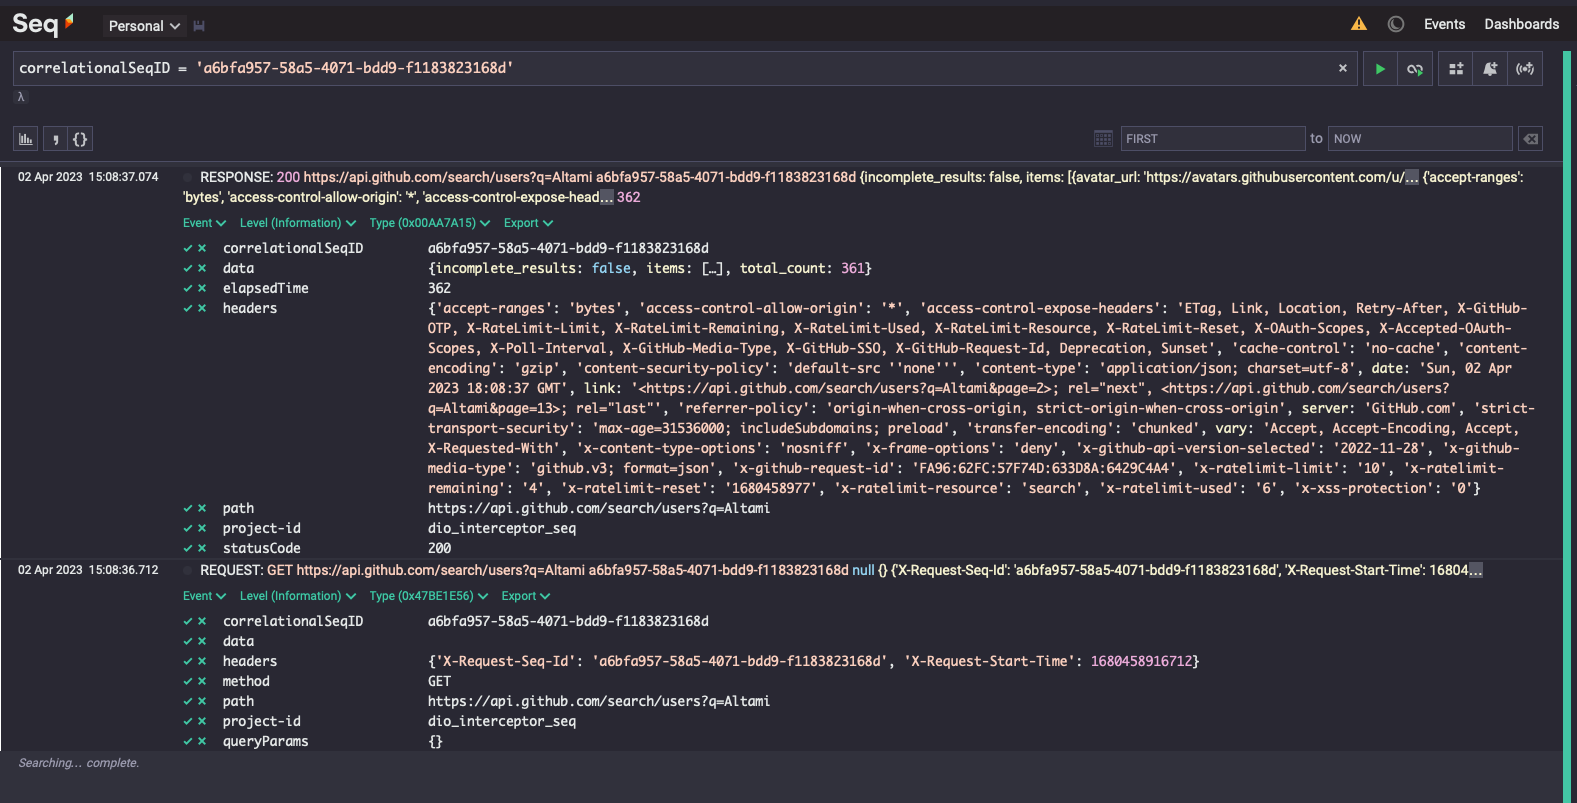 Seq Personal Events Dashboards
correlationalSeqID = 'a6bfa957-58a5-4071-bdd9-f1183823168d' ×
λ
, {} FIRST to NOW
02 Apr 2023 15:08:37.074 RESPONSE: 200 https://api.github.com/search/users?q=Altami a6bfa957-58a5-4071-bdd9-f1183823168d {incomplete_results: false, items: [{avatar_url: 'https://avatars.githubusercontent.com/u/... {'accept-ranges':
'bytes', 'access-control-allow-origin': '*', 'access-control-expose-head... 362
Event Level (Information) Type (0x00AA7A15) Export
correlationalSeqID a6bfa957-58a5-4071-bdd9-f1183823168d
data {incomplete_results: false, items: […], total_count: 361}
elapsedTime 362
headers {'accept-ranges': 'bytes', 'access-control-allow-origin': '*', 'access-control-expose-headers': 'ETag, Link, Location, Retry-After, X-GitHub-
OTP, X-RateLimit-Limit, X-RateLimit-Remaining, X-RateLimit-Used, X-RateLimit-Resource, X-RateLimit-Reset, X-OAuth-Scopes, X-Accepted-OAuth-
Scopes, X-Poll-Interval, X-GitHub-Media-Type, X-GitHub-SSO, X-GitHub-Request-Id, Deprecation, Sunset', 'cache-control': 'no-cache', 'content-
encoding': 'gzip', 'content-security-policy': 'default-src ''none''', 'content-type': 'application/json; charset=utf-8', date: 'Sun, 02 Apr
2023 18:08:37 GMT', link: '<https://api.github.com/search/users?q=Altami&page=2>; rel="next", <https://api.github.com/search/users?
q=Altami&page=13>; rel="last"', 'referrer-policy': 'origin-when-cross-origin, strict-origin-when-cross-origin', server: 'GitHub.com', 'strict-
transport-security': 'max-age=31536000; includeSubdomains; preload', 'transfer-encoding': 'chunked', vary: 'Accept, Accept-Encoding, Accept,
X-Requested-With', 'x-content-type-options': 'nosniff', 'x-frame-options': 'deny', 'x-github-api-version-selected': '2022-11-28', 'x-github-
media-type': 'github.v3; format=json', 'x-github-request-id': 'FA96:62FC:57F74D:633D8A:6429C4A4', 'x-ratelimit-limit': '10', 'x-ratelimit-
remaining': '4', 'x-ratelimit-reset': '1680458977', 'x-ratelimit-resource': 'search', 'x-ratelimit-used': '6', 'x-xss-protection': '0'}
path https://api.github.com/search/users?q=Altami
project-id dio_interceptor_seq
statusCode 200
02 Apr 2023 15:08:36.712 REQUEST: GET https://api.github.com/search/users?q=Altami a6bfa957-58a5-4071-bdd9-f1183823168d null {} {'X-Request-Seq-Id': 'a6bfa957-58a5-4071-bdd9-f1183823168d', 'X-Request-Start-Time': 16804...
Event Level (Information) Type (0x47BE1E56) Export
correlationalSeqID a6bfa957-58a5-4071-bdd9-f1183823168d
data
headers {'X-Request-Seq-Id': 'a6bfa957-58a5-4071-bdd9-f1183823168d', 'X-Request-Start-Time': 1680458916712}
method GET
path https://api.github.com/search/users?q=Altami
project-id dio_interceptor_seq
queryParams {}
Searching... complete.